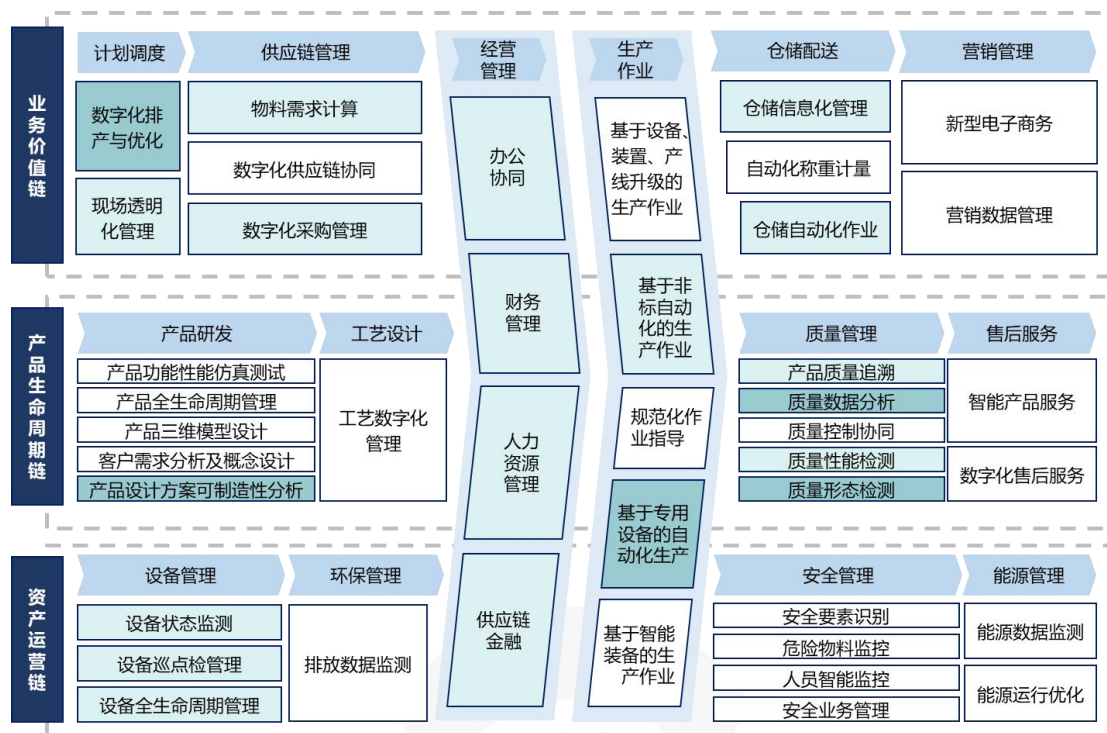 业务价值链
计划调度
供应链管理
经营
管理
生产
作业
仓储配送
营销管理
数字化排
产与优化
现场透明
化管理
物料需求计算
数字化供应链协同
数字化采购管理
办公
协同
基于设备、
装置、产
线升级的
生产作业
仓储信息化管理
自动化称重计量
仓储自动化作业
新型电子商务
营销数据管理
产品生命周期链
产品研发
工艺设计
财务
管理
基于非
标自动
化的生
产作业
质量管理
售后服务
产品功能性能仿真测试
产品全生命周期管理
产品三维模型设计
客户需求分析及概念设计
产品设计方案可制造性分析
工艺数字化
管理
人力
资源
管理
规范化作
业指导
产品质量追溯
质量数据分析
质量控制协同
质量性能检测
质量形态检测
智能产品服务
数字化售后服务
基于专用
设备的自
动化生产
资产运营链
设备管理
环保管理
供应链
金融
基于智能
装备的生
产作业
安全管理
能源管理
设备状态监测
设备巡点检管理
设备全生命周期管理
排放数据监测
安全要素识别
危险物料监控
人员智能监控
安全业务管理
能源数据监测
能源运行优化